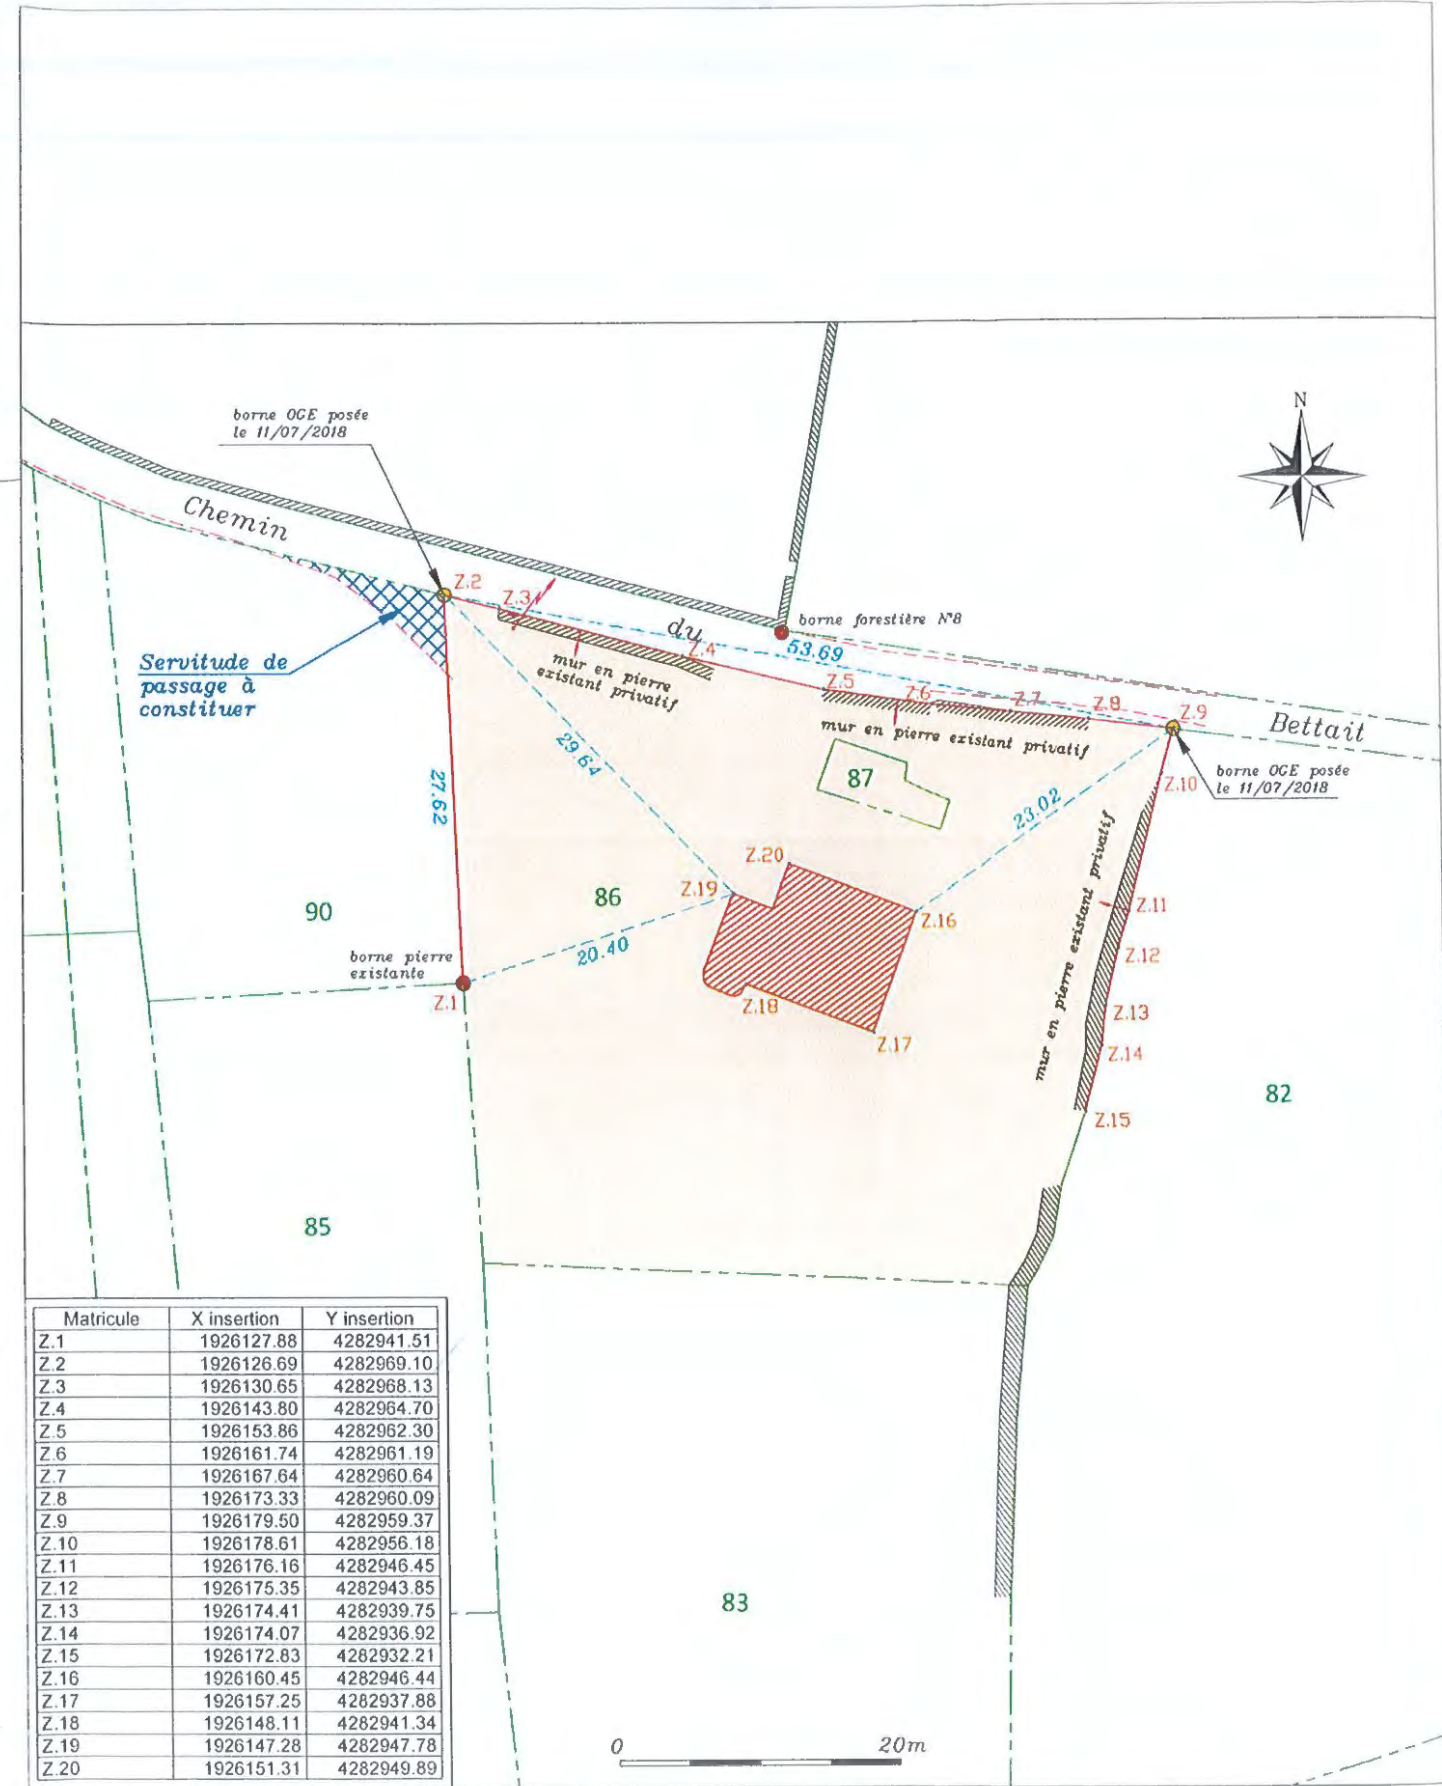 N
borne OGE posée
le 11/07/2018
Chemin
Z.2
Z.3
du
Z.4
borne forestière N°8
53.69
Servitude de
passage à
constituer
mur en pierre
existant privatif
Z.5
Z.6
Z.7
Z.8
Z.9
Bettait
mur en pierre existant privatif
29.64
27.62
87
23.02
Z.10
borne OGE posée
le 11/07/2018
mur en pierre existant privatif
Z.20
Z.19
86
90
Z.16
Z.11
20.40
Z.12
borne pierre
existante
Z.1
Z.18
Z.17
Z.13
Z.14
Z.15
82
85
83
Matricule X insertion Y insertion
Z.1 1926127.88 4282941.51
Z.2 1926126.69 4282969.10
Z.3 1926130.65 4282968.13
Z.4 1926143.80 4282964.70
Z.5 1926153.86 4282962.30
Z.6 1926161.74 4282961.19
Z.7 1926167.64 4282960.64
Z.8 1926173.33 4282960.09
Z.9 1926179.50 4282959.37
Z.10 1926178.61 4282956.18
Z.11 1926176.16 4282946.45
Z.12 1926175.35 4282943.85
Z.13 1926174.41 4282939.75
Z.14 1926174.07 4282936.92
Z.15 1926172.83 4282932.21
Z.16 1926160.45 4282946.44
Z.17 1926157.25 4282937.88
Z.18 1926148.11 4282941.34
Z.19 1926147.28 4282947.78
Z.20 1926151.31 4282949.89
0 20m